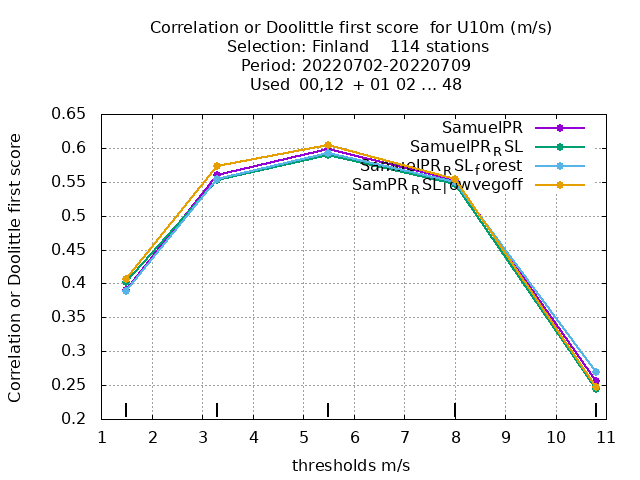 Correlation or Doolittle first score for U10m (m/s)
Selection: Finland 114 stations
Period: 20220702-20220709
Used 00,12 + 01 02 ... 48
Correlation or Doolittle first score
0.65
0.6
0.55
0.5
0.45
0.4
0.35
0.3
0.25
0.2
SamuelPR
SamuelPR_RSL
SamuelPR_RSL_forest
SamPR_RSL_lowvegoff
1 2 3 4 5 6 7 8 9 10 11
thresholds m/s